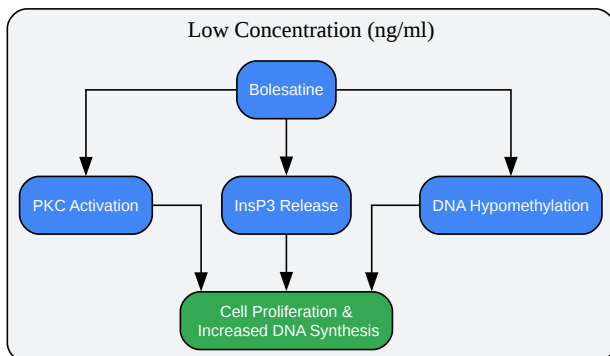 Low Concentration (ng/ml)
Bolesatine
PKC Activation
InsP3 Release
DNA Hypomethylation
Cell Proliferation &
Increased DNA Synthesis